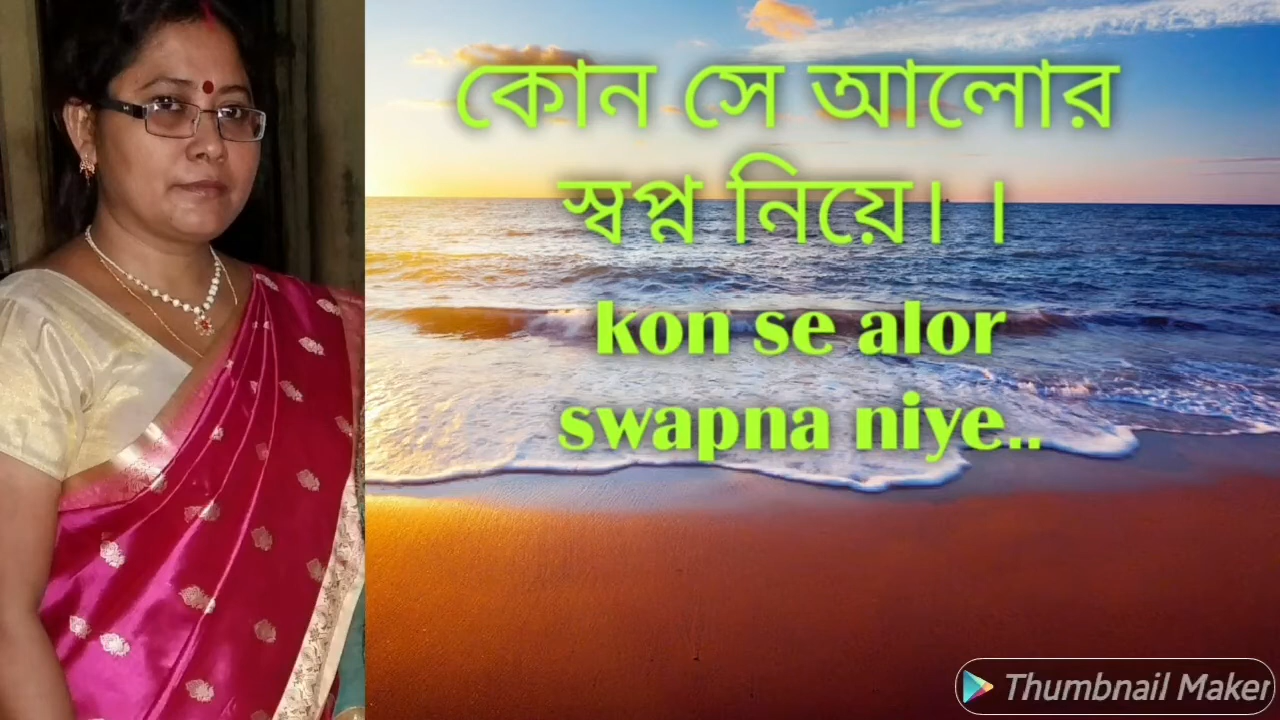 কোন সে আলোর
স্বপ্ন নিয়ে। ।
kon se alor
swapna niye..
Thumbnail Maker